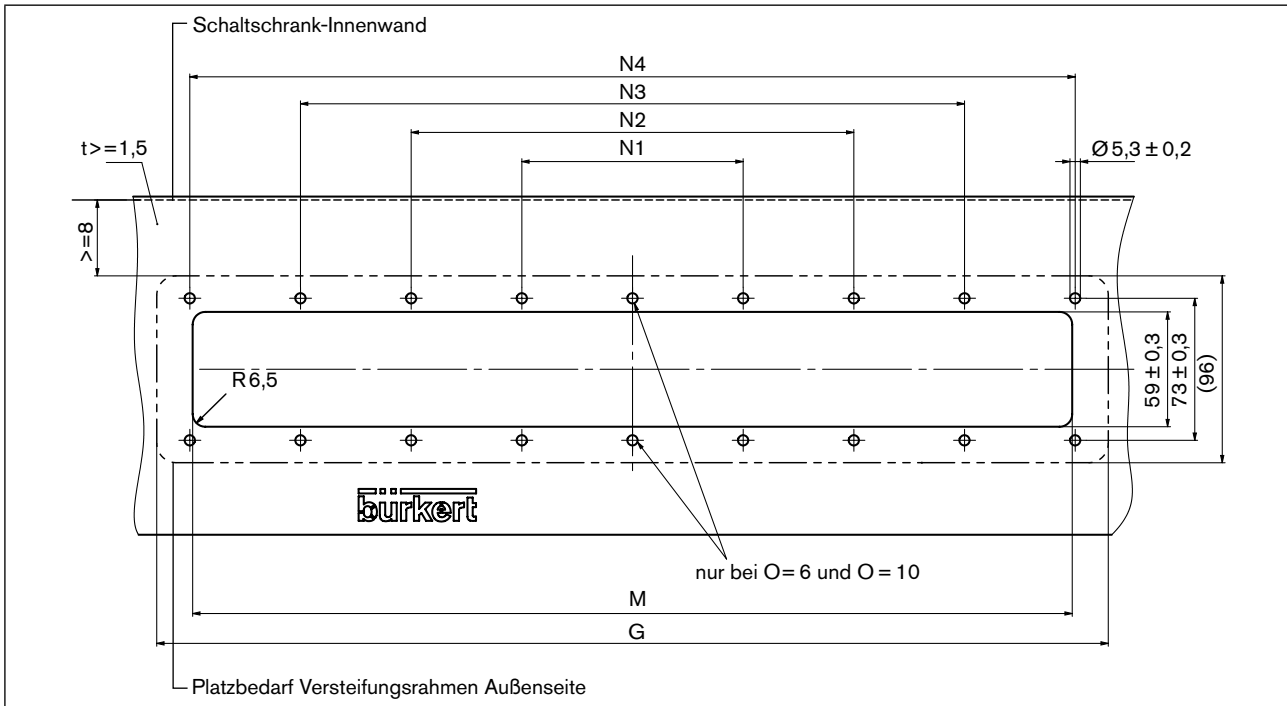 Schaltschrank-Innenwand
N4
N3
N2
N1
t>=1,5
Ø 5,3 ± 0,2
>=8
R 6,5
59 ± 0,3
73 ± 0,3
(96)
bürkert
nur bei O= 6 und O = 10
M
G
Platzbedarf Versteifungsrahmen Außenseite